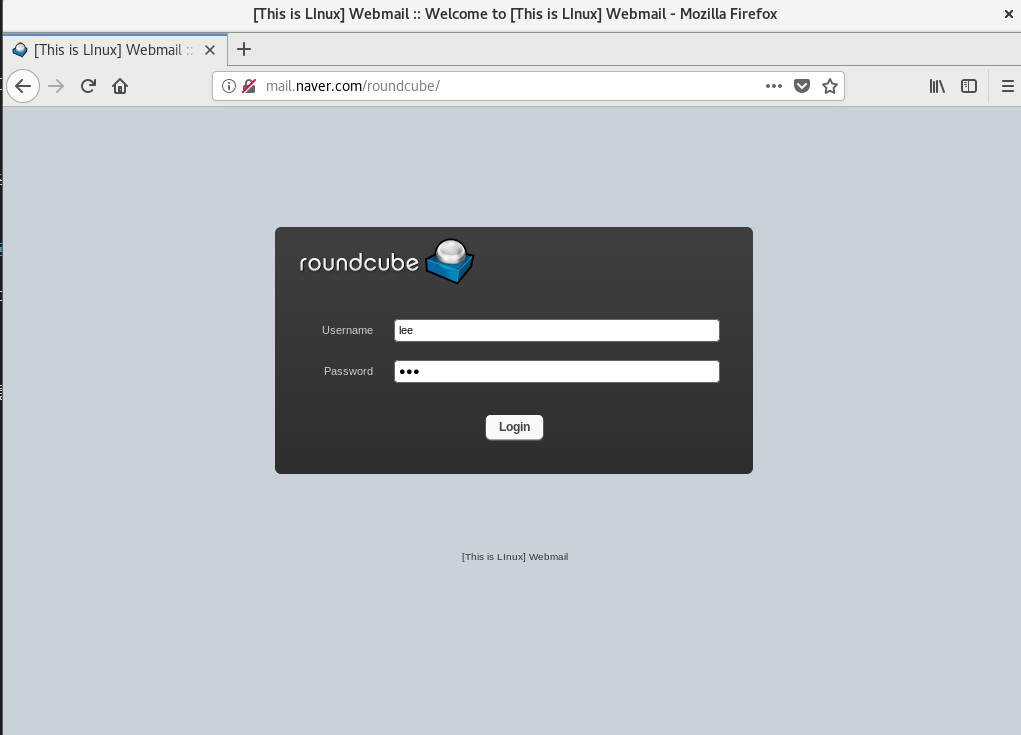 [This is LInux] Webmail :: Welcome to [This is LInux] Webmail - Mozilla Firefox
[This is LInux] Webmail ::
mail.naver.com/roundcube/
roundcube
Username lee
Password
Login
[This is LInux] Webmail